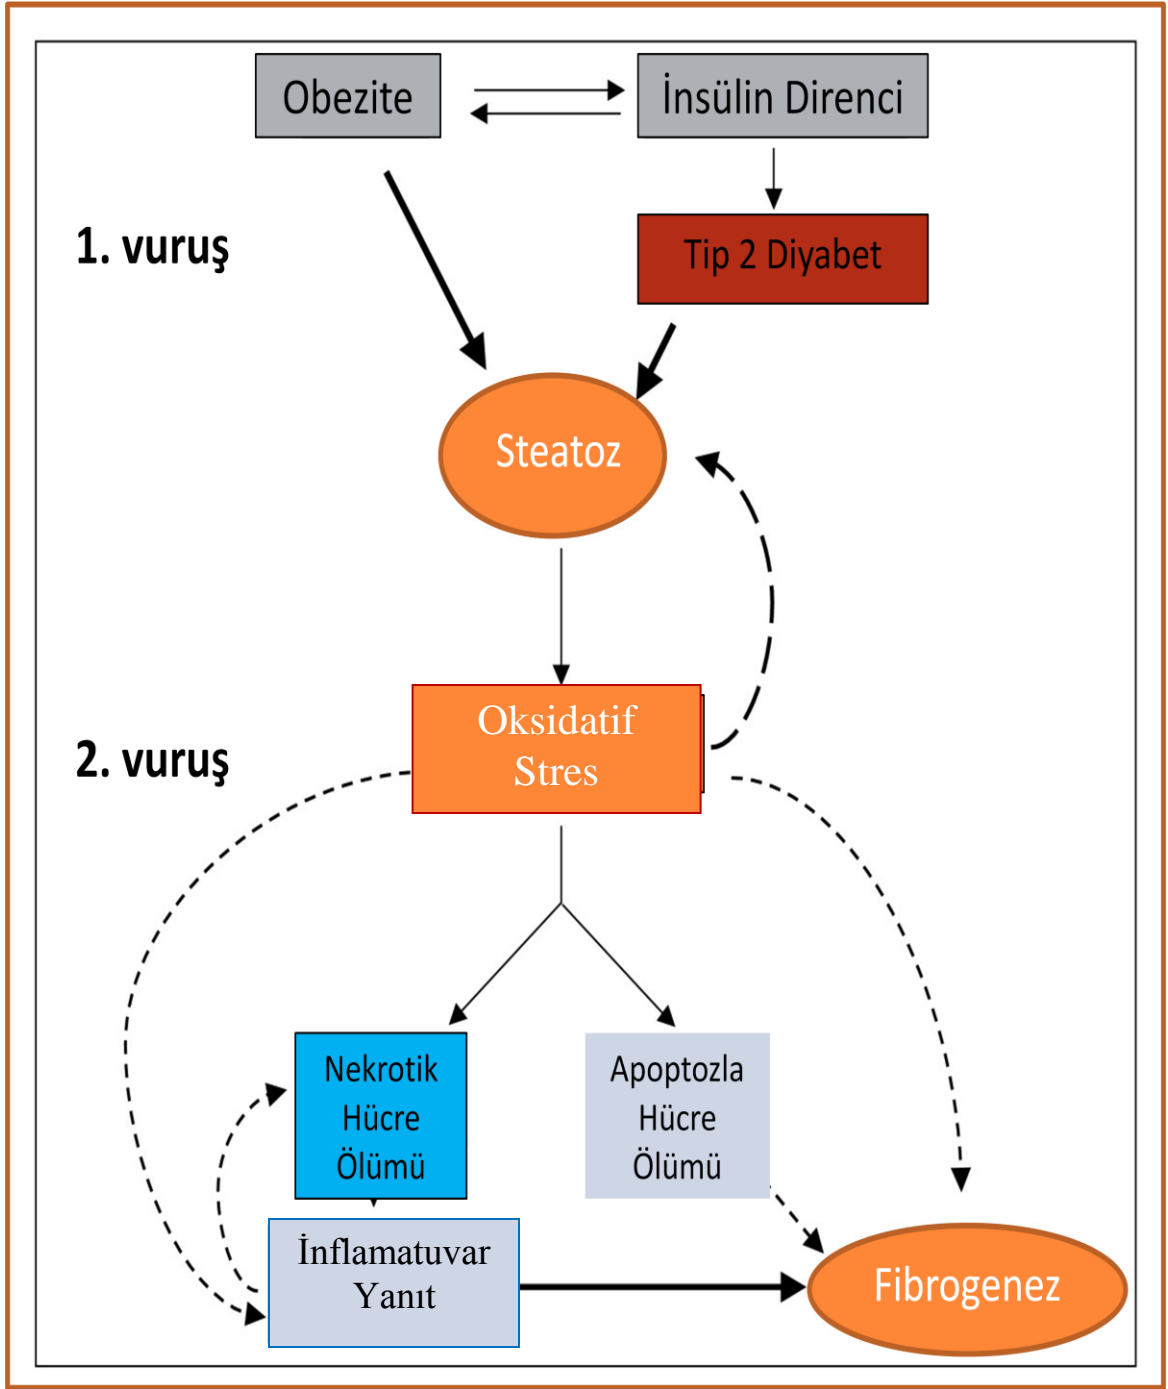 Obezite
İnsülin Direnci
1. vuruş
Tip 2 Diyabet
Steatoz
Oksidatif
Stres
2. vuruş
Nekrotik
Hücre
Ölümü
Apoptozla
Hücre
Ölümü
İnflamatuvar
Yanıt
Fibrogenez